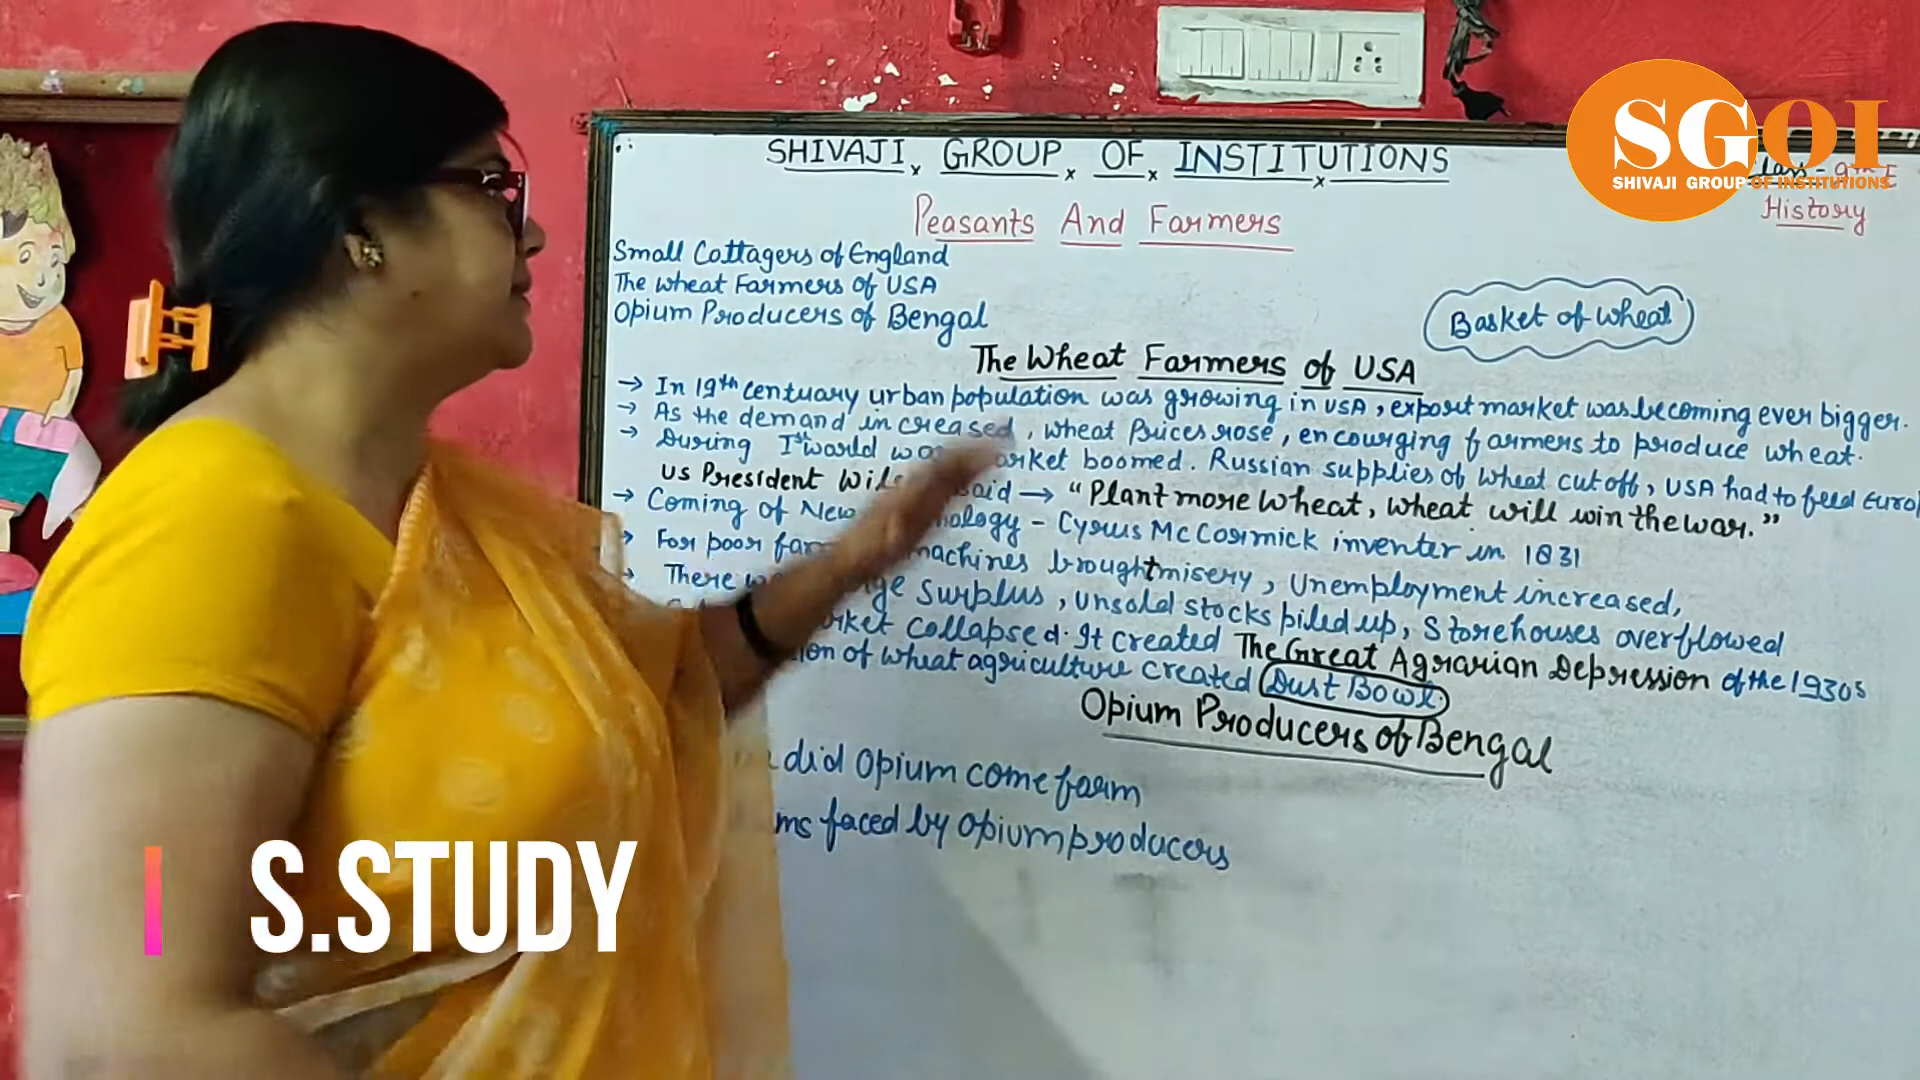 SHIVAJI GROUP OF INSTITUTIONS
SGOI
SHIVAJI GROUP OF INSTITUTIONS
History
Peasants And Farmers
Small Cottagers of England
The wheat Farmers of USA
Opium Producers of Bengal
Basket of wheat
The Wheat Farmers of USA
→ In 19th centuary urban population was growing in USA, export market was becoming ever bigger.
→ As the demand increased, wheat Prices rose, encourging farmers to produce wheat.
→ During Ist world market boomed. Russian supplies of wheat cut off, USA had to feed
US President said → "Plant more wheat, wheat will win the war."
→ Coming of New - Cyrus McCormick inventer in 1831
→ For poor machines brought misery, Unemployment increased,
→ There Surplus, unsold stocks piled up, Storehouses overflowed
collapsed. It created The Great Agrarian Depression of the 1930s
of wheat agriculture created Dust Bowl
Opium Producers of Bengal
did Opium come farm
faced by Opium producers
S.STUDY